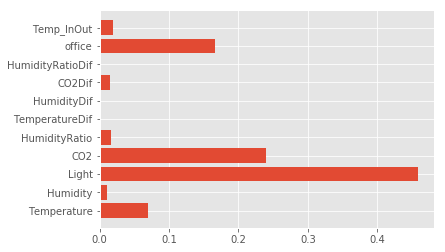 Temp_InOut
office
HumidityRatioDif
CO2Dif
HumidityDif
TemperatureDif
HumidityRatio
CO2
Light
Humidity
Temperature
0.0 0.1 0.2 0.3 0.4